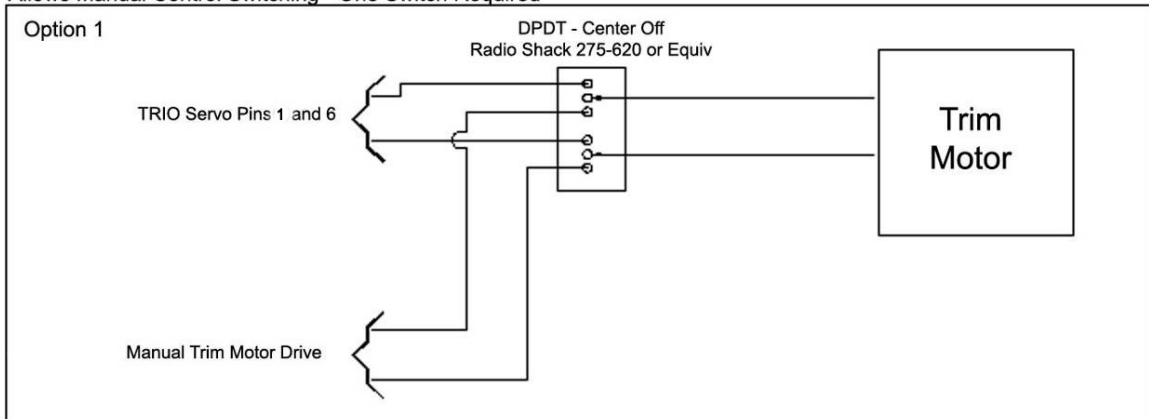 Allows Manual Control Switching - One Switch Required
Option 1
DPDT - Center Off
Radio Shack 275-620 or Equiv
TRIO Servo Pins 1 and 6
Trim
Motor
Manual Trim Motor Drive